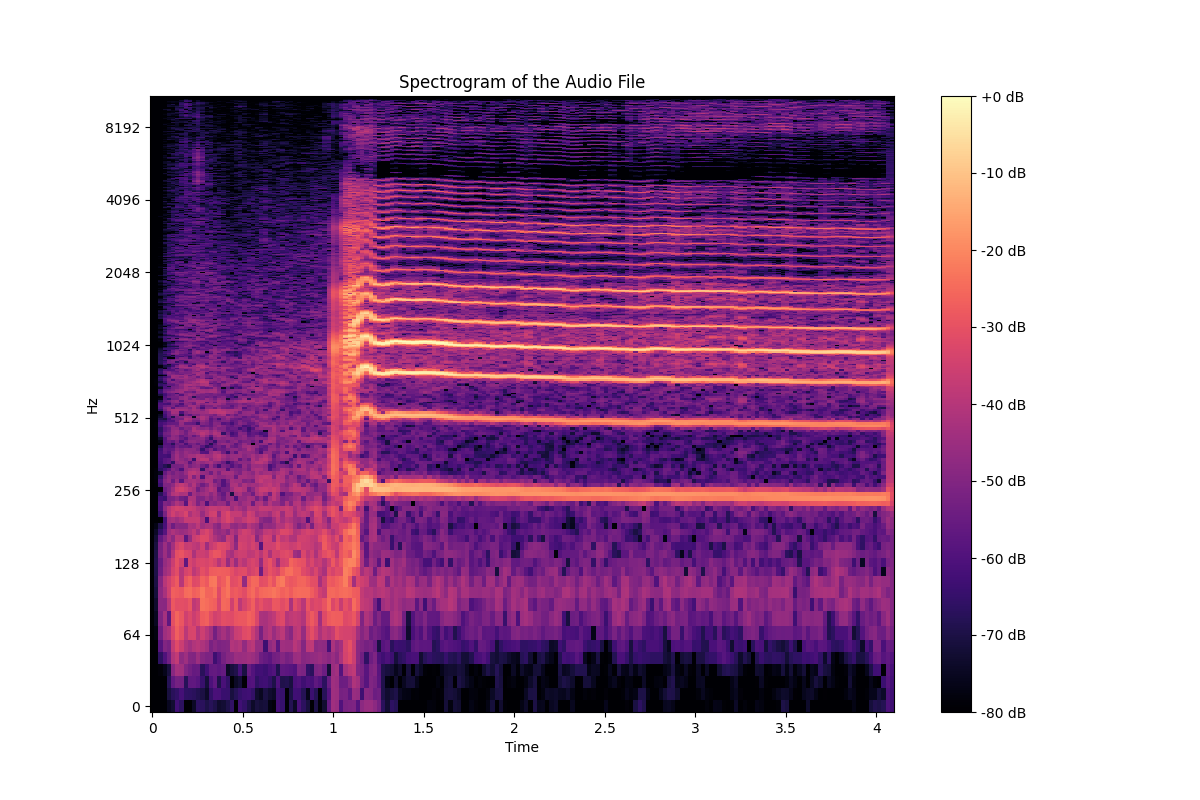 Spectrogram of the Audio File
8192
4096
2048
1024
512
256
128
64
0
Hz
0 0.5 1 1.5 2 2.5 3 3.5 4
Time
+0 dB
-10 dB
-20 dB
-30 dB
-40 dB
-50 dB
-60 dB
-70 dB
-80 dB